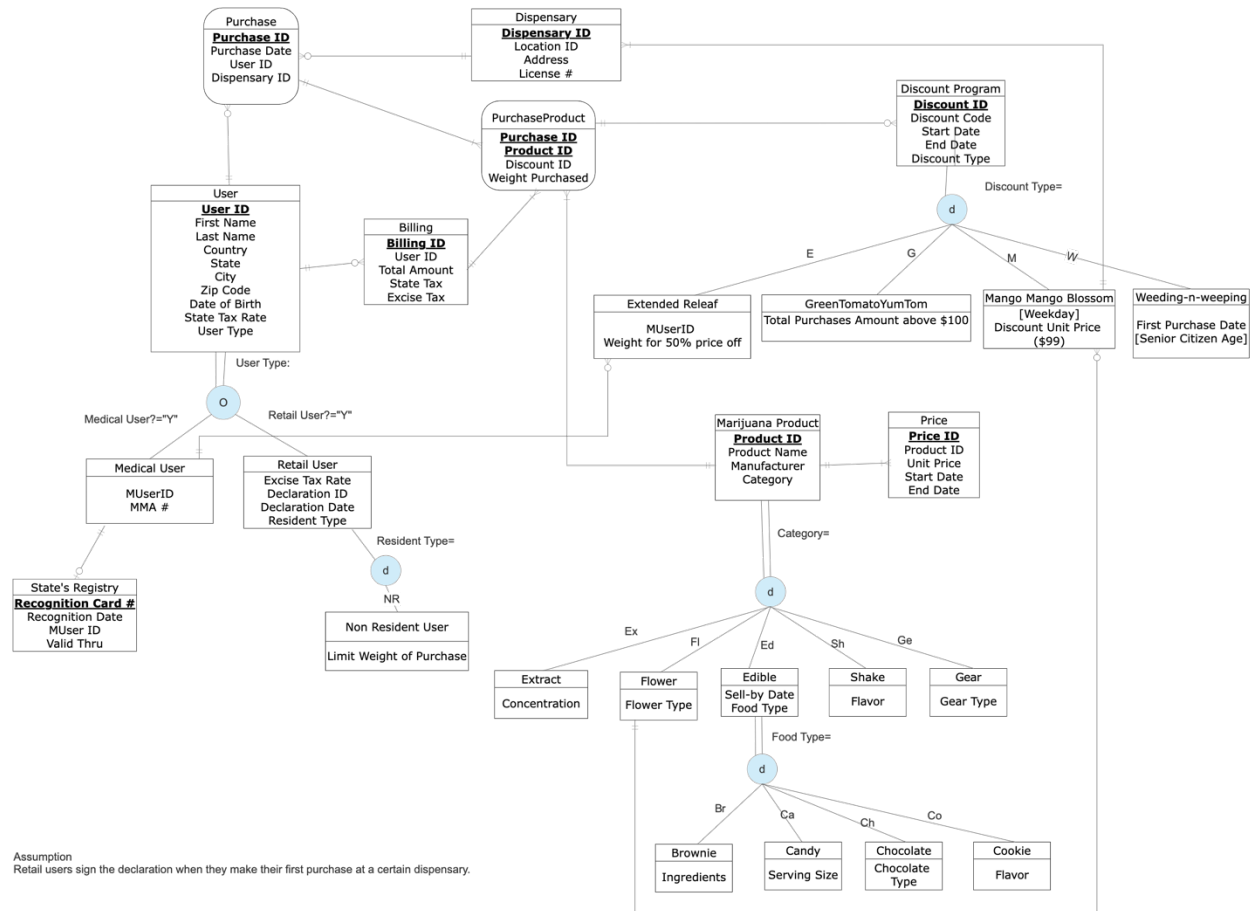 Purchase
Purchase ID
Purchase Date
User ID
Dispensary ID
Dispensary
Dispensary ID
Location ID
Address
License #
PurchaseProduct
Purchase ID
Product ID
Discount ID
Weight Purchased
Discount Program
Discount ID
Discount Code
Start Date
End Date
Discount Type
Discount Type=
d
E
G
M
W
User
User ID
First Name
Last Name
Country
State
City
Zip Code
Date of Birth
State Tax Rate
User Type
Billing
Billing ID
User ID
Total Amount
State Tax
Excise Tax
Extended Releaf
MUserID
Weight for 50% price off
GreenTomatoYumTom
Total Purchases Amount above $100
Mango Mango Blossom
[Weekday]
Discount Unit Price
($99)
Weeding-n-weeping
First Purchase Date
[Senior Citizen Age]
User Type:
O
Medical User?="Y"
Retail User?="Y"
Medical User
MUserID
MMA #
Retail User
Excise Tax Rate
Declaration ID
Declaration Date
Resident Type
Resident Type=
d
NR
Non Resident User
Limit Weight of Purchase
State's Registry
Recognition Card #
Recognition Date
MUser ID
Valid Thru
Marijuana Product
Product ID
Product Name
Manufacturer
Category
Price
Price ID
Product ID
Unit Price
Start Date
End Date
Category=
d
Ex
Fl
Ed
Sh
Ge
Extract
Concentration
Flower
Flower Type
Edible
Sell-by Date
Food Type
Shake
Flavor
Gear
Gear Type
Food Type=
d
Br
Ca
Ch
Co
Brownie
Ingredients
Candy
Serving Size
Chocolate
Chocolate
Type
Cookie
Flavor
Assumption
Retail users sign the declaration when they make their first purchase at a certain dispensary.